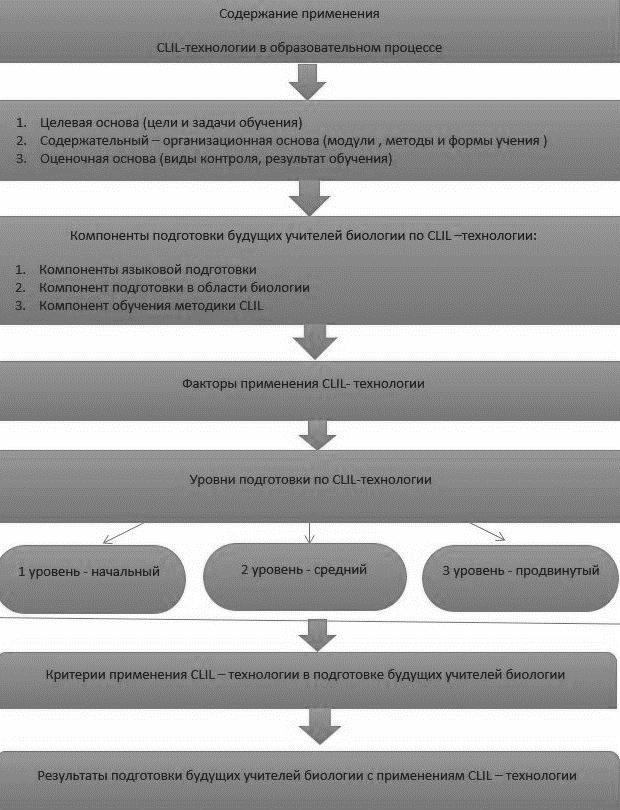 Содержание применения
CLIL-технологии в образовательном процессе
1. Целевая основа (цели и задачи обучения)
2. Содержательный – организационная основа (модули , методы и формы учения )
3. Оценочная основа (виды контроля, результат обучения)
Компоненты подготовки будущих учителей биологии по CLIL –технологии:
1. Компоненты языковой подготовки
2. Компонент подготовки в области биологии
3. Компонент обучения методики CLIL
Факторы применения CLIL- технологии
Уровни подготовки по CLIL-технологии
1 уровень - начальный
2 уровень - средний
3 уровень - продвинутый
Критерии применения CLIL – технологии в подготовке будущих учителей биологии
Результаты подготовки будущих учителей биологии с применениям CLIL – технологии